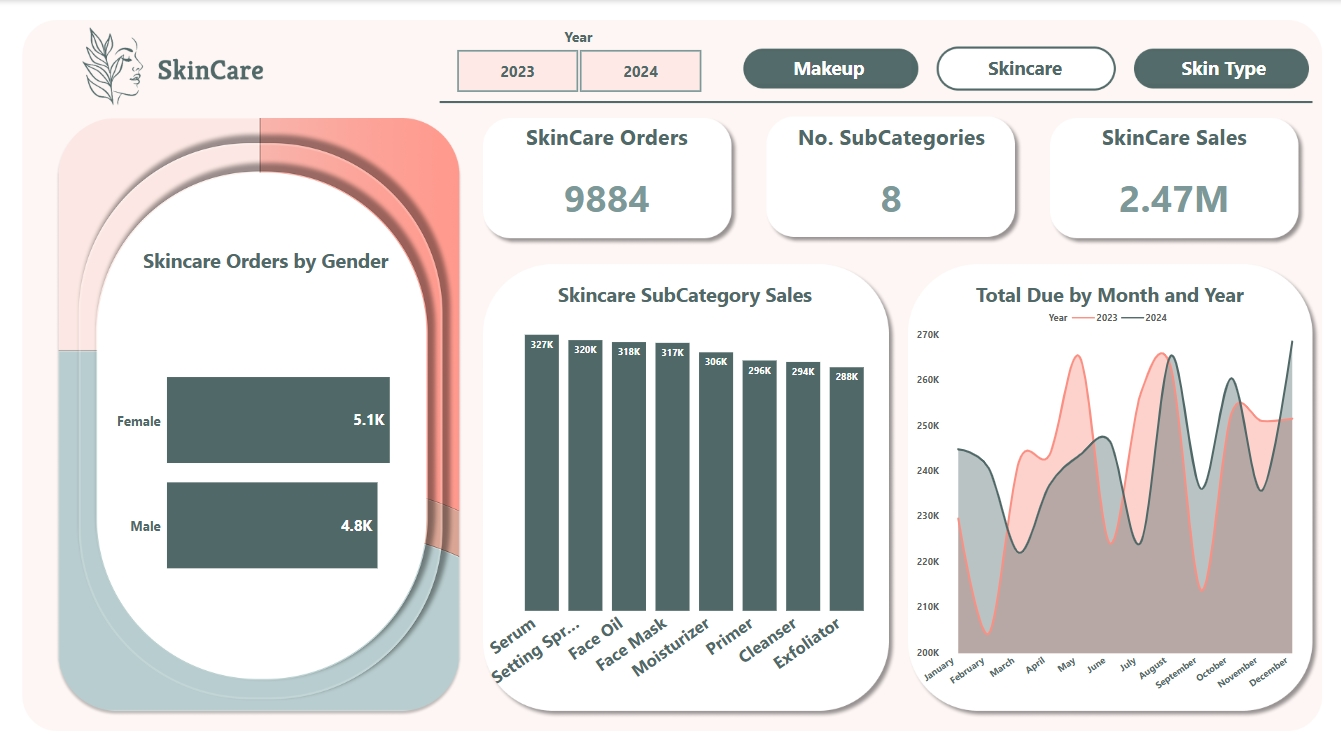 SkinCare
Year
2023 2024
Makeup Skincare Skin Type
SkinCare Orders
9884
No. SubCategories
8
SkinCare Sales
2.47M
Skincare Orders by Gender
Female 5.1K
Male 4.8K
Skincare SubCategory Sales
327K 320K 318K 317K 306K 296K 294K 288K
Serum Setting Spr... Face Oil Face Mask Moisturizer Primer Cleanser Exfoliator
Total Due by Month and Year
Year 2023 2024
270K
260K
250K
240K
230K
220K
210K
200K
January February March April May June July August September October November December